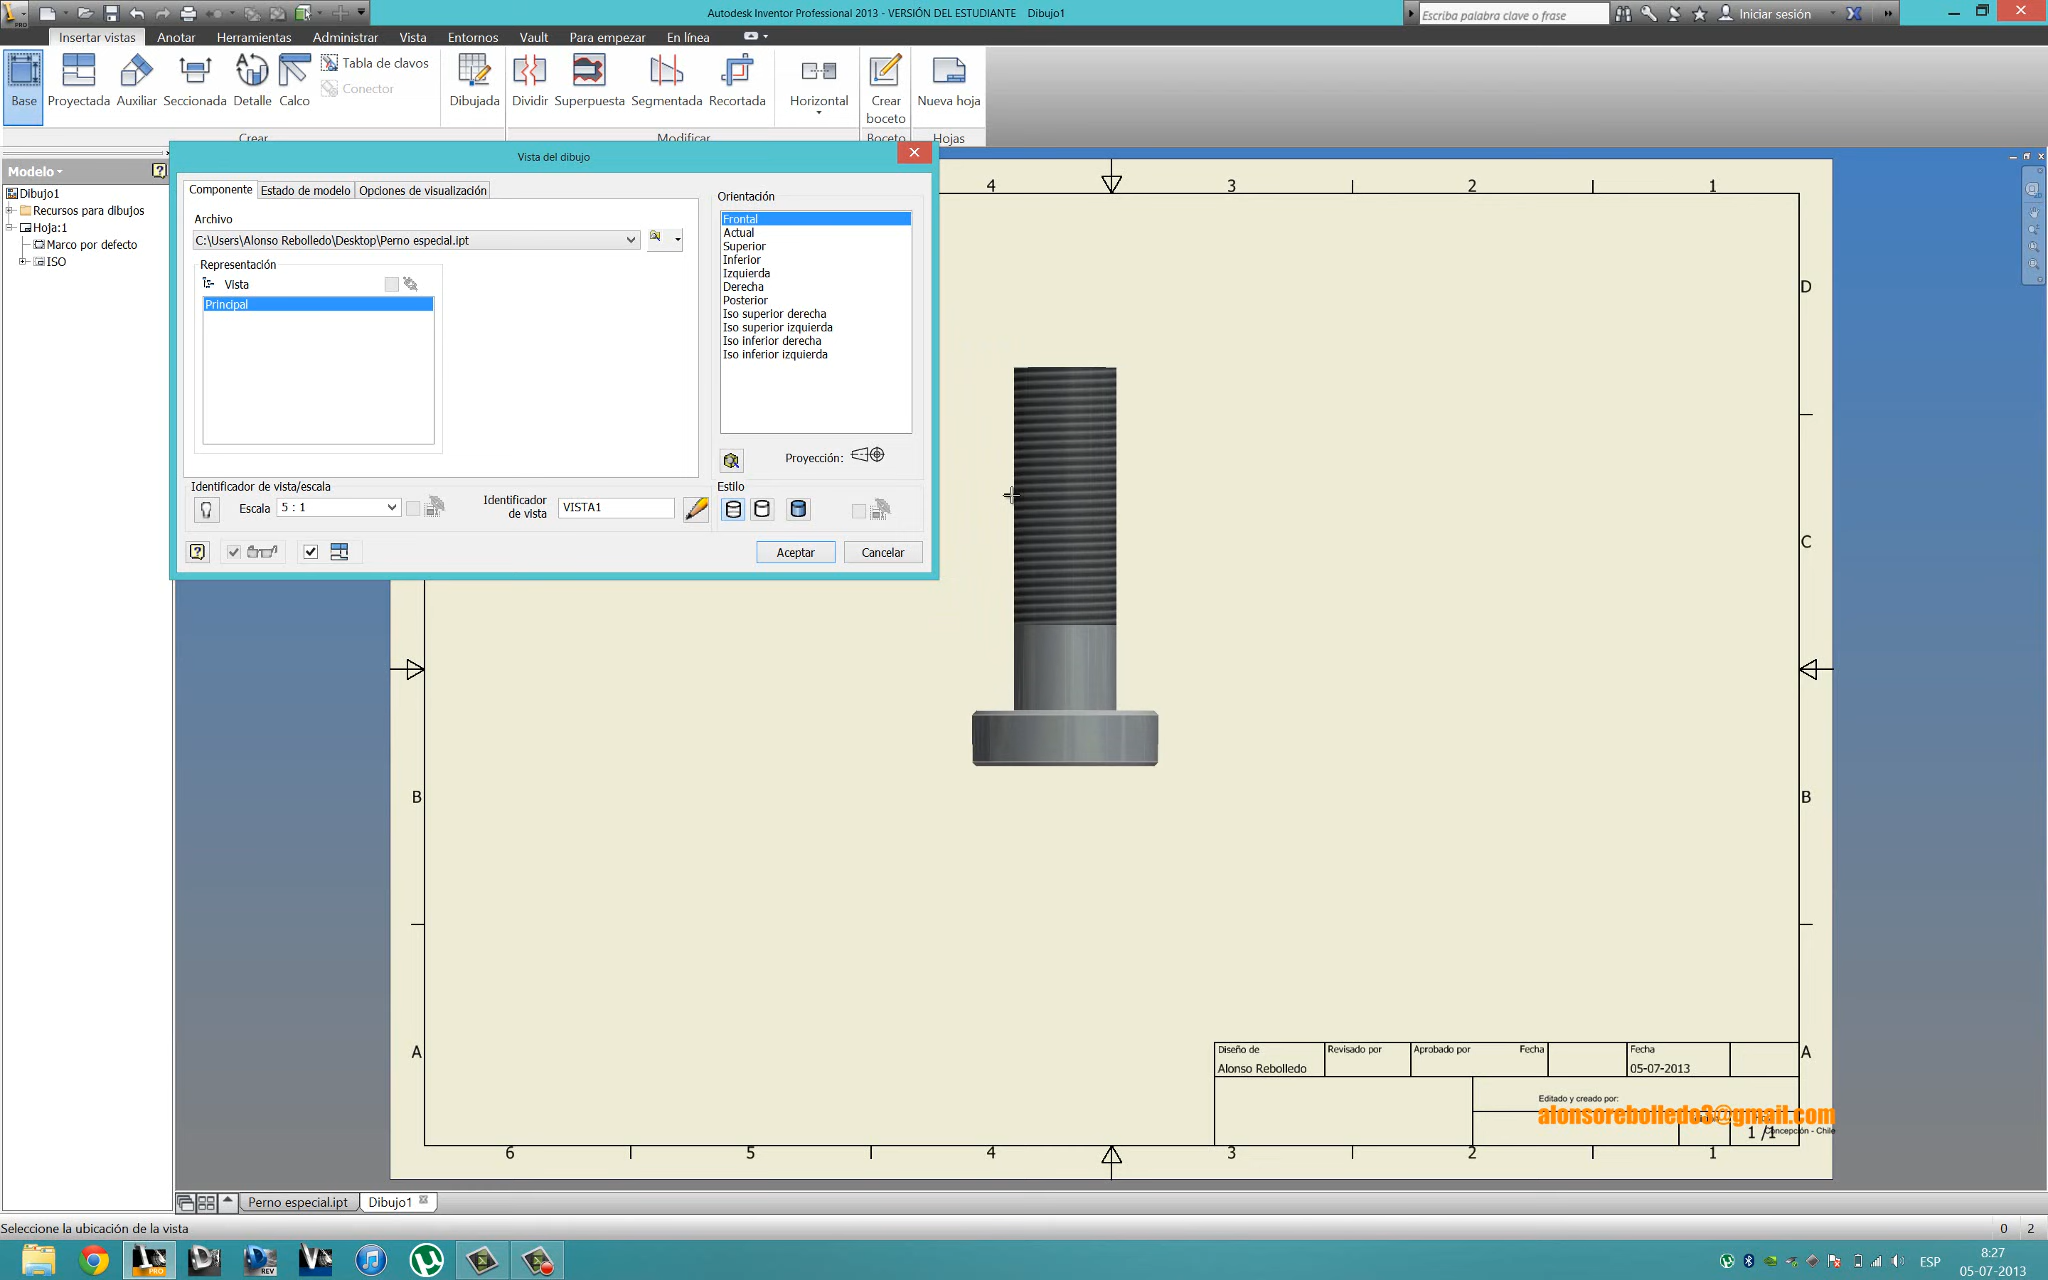 Autodesk Inventor Professional 2013 - VERSIÓN DEL ESTUDIANTE Dibujo1
Escriba palabra clave o frase
Iniciar sesión
PRO
Insertar vistas Anotar Herramientas Administrar Vista Entornos Vault Para empezar En línea
Base Proyectada Auxiliar Seccionada Detalle Calco
Tabla de clavos
Conector
Dibujada Dividir Superpuesta Segmentada Recortada Horizontal
Crear boceto
Nueva hoja
Crear Modificar Boceto Hojas
Modelo
Dibujo1
Recursos para dibujos
Hoja:1
Marco por defecto
ISO
Vista del dibujo
Componente Estado de modelo Opciones de visualización
Archivo
C:\Users\Alonso Rebolledo\Desktop\Perno especial.ipt
Representación
Vista
Principal
Orientación
Frontal
Actual
Superior
Inferior
Izquierda
Derecha
Posterior
Iso superior derecha
Iso superior izquierda
Iso inferior derecha
Iso inferior izquierda
Proyección:
Identificador de vista/escala
Escala 5 : 1
Identificador de vista VISTA1
Estilo
Aceptar Cancelar
4 3 2 1
D
C
B B
A A
Diseño de
Alonso Rebolledo
Revisado por
Aprobado por
Fecha
Fecha
05-07-2013
Editado y creado por:
alonsorebolledo3@gmail.com
Concepción - Chile
1 /1
6 5 4 3 2 1
Perno especial.ipt Dibujo1
Seleccione la ubicación de la vista
0 2
PRO
REV
ESP
8:27
05-07-2013